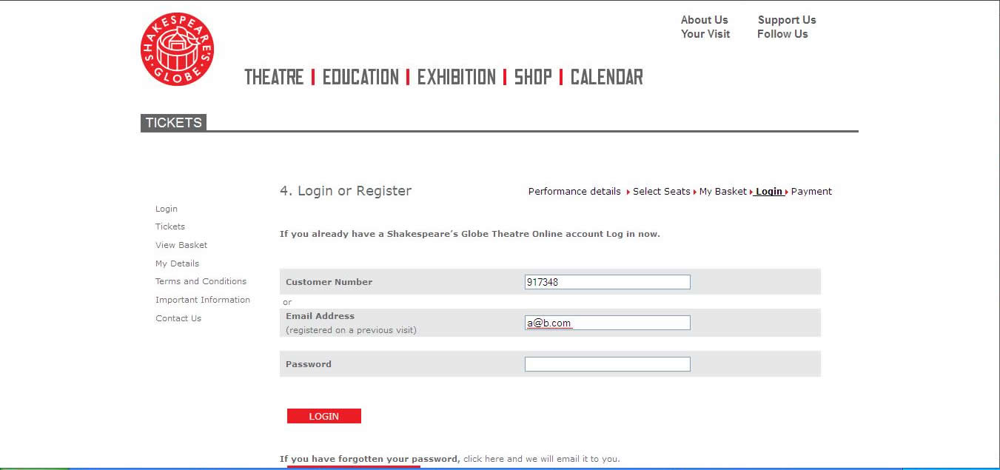 SHAKESPEARE'S · GLOBE ·
About Us Support Us
Your Visit Follow Us
THEATRE EDUCATION EXHIBITION SHOP CALENDAR
TICKETS
4. Login or Register
Performance details Select Seats My Basket Login Payment
Login
Tickets
View Basket
My Details
Terms and Conditions
Important Information
Contact Us
If you already have a Shakespeare’s Globe Theatre Online account Log in now.
Customer Number 917348
or
Email Address
(registered on a previous visit) a@b.com
Password
LOGIN
If you have forgotten your password, click here and we will email it to you.